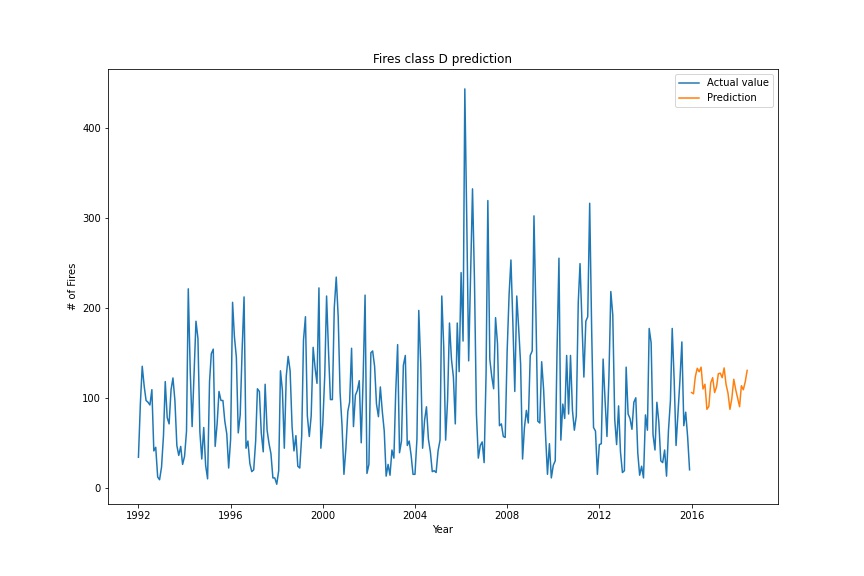 Fires class D prediction
Actual value
Prediction
400
300
200
100
0
# of Fires
1992 1996 2000 2004 2008 2012 2016
Year